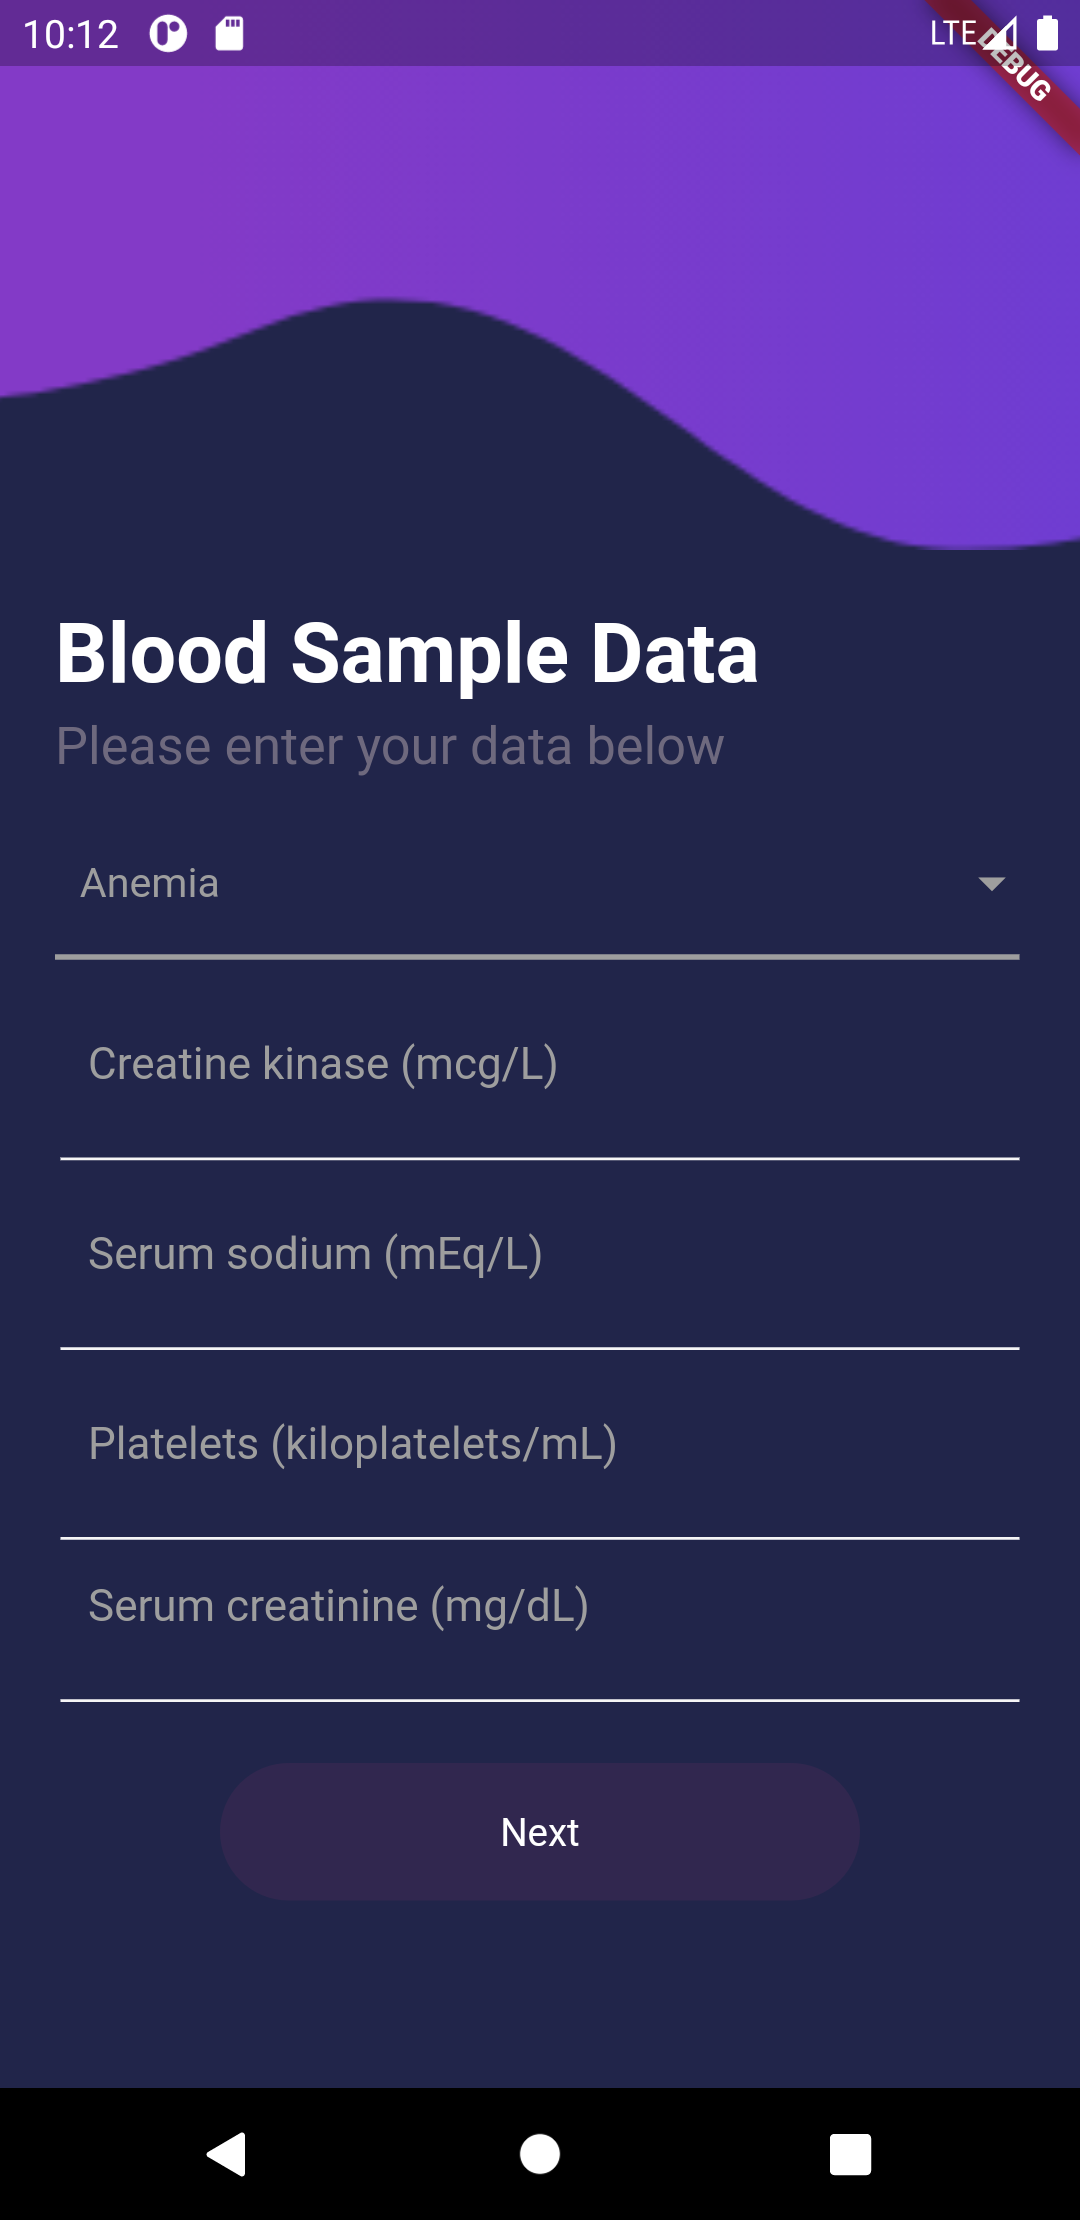 10:12
LTE
DEBUG
Blood Sample Data
Please enter your data below
Anemia
Creatine kinase (mcg/L)
Serum sodium (mEq/L)
Platelets (kiloplatelets/mL)
Serum creatinine (mg/dL)
Next